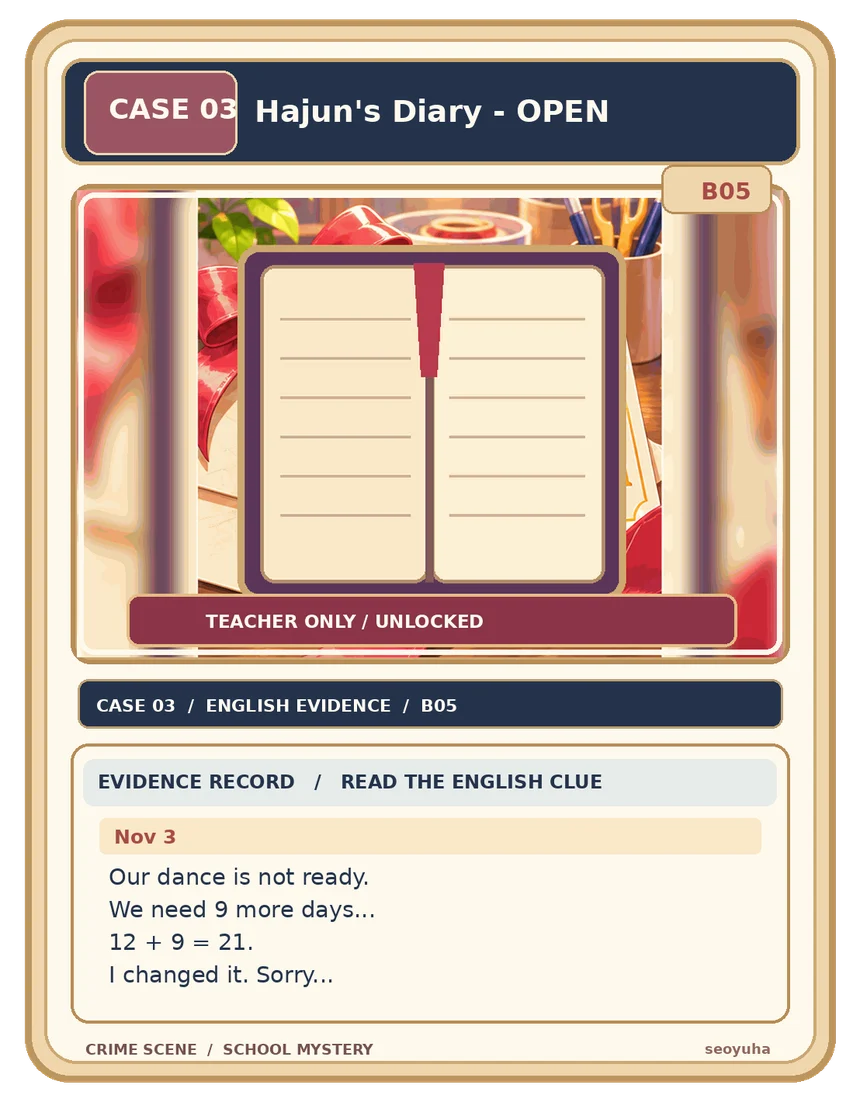 CASE 03 Hajun's Diary - OPEN
B05
TEACHER ONLY / UNLOCKED
CASE 03 / ENGLISH EVIDENCE / B05
EVIDENCE RECORD / READ THE ENGLISH CLUE
Nov 3
Our dance is not ready.
We need 9 more days...
12 + 9 = 21.
I changed it. Sorry...
CRIME SCENE / SCHOOL MYSTERY seoyuha